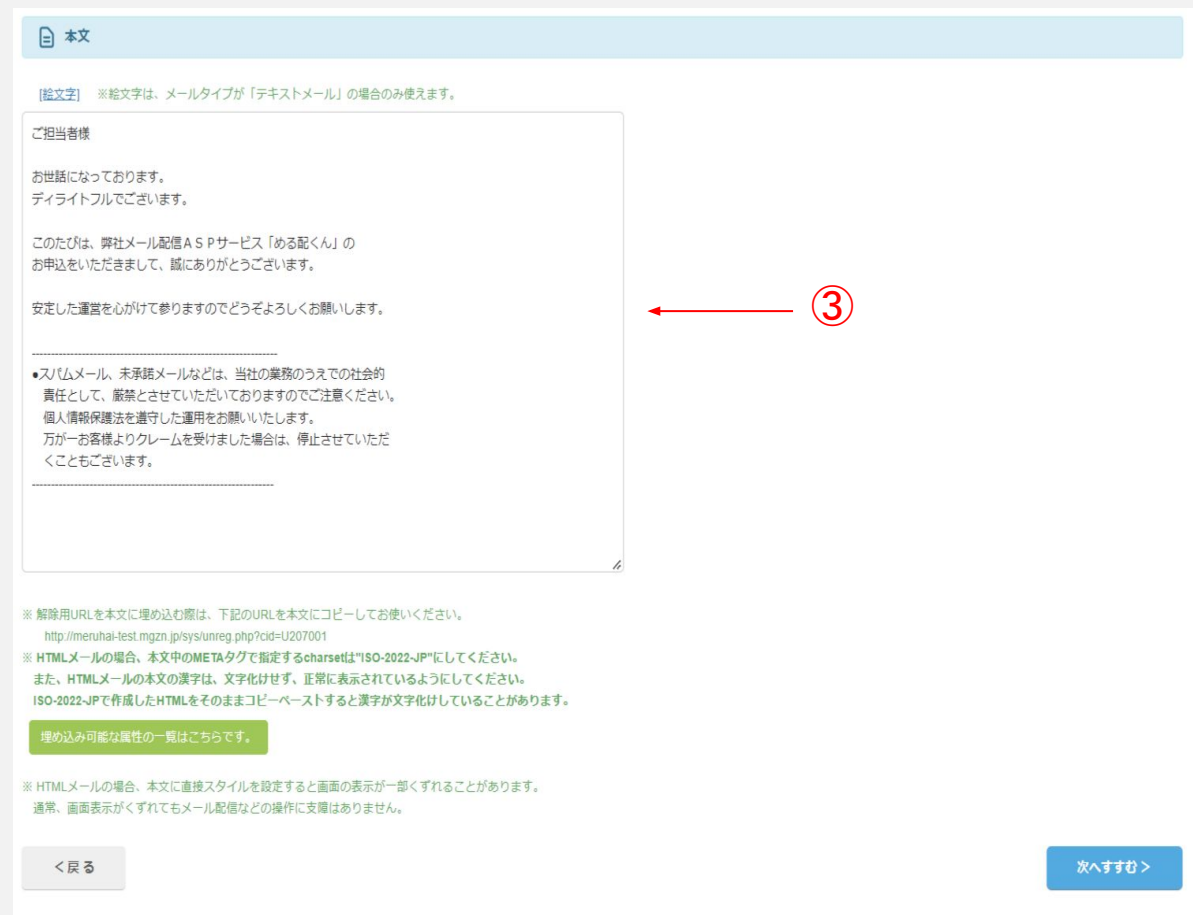 本文
[絵文字] ※絵文字は、メールタイプが「テキストメール」の場合のみ使えます。
ご担当者様
お世話になっております。
ディライトフルでございます。
このたびは、弊社メール配信ＡＳＰサービス「める配くん」の
お申込をいただきまして、誠にありがとうございます。
安定した運営を心がけて参りますのでどうぞよろしくお願いします。
③
----------------------------------------------------------------
●スパムメール、未承諾メールなどは、当社の業務のうえでの社会的
責任として、厳禁とさせていただいておりますのでご注意ください。
個人情報保護法を遵守した運用をお願いいたします。
万が一お客様よりクレームを受けました場合は、停止させていただ
くこともございます。
---------------------------------------------------------------
※ 解除用URLを本文に埋め込む際は、下記のURLを本文にコピーしてお使いください。
http://meruhai-test.mgzn.jp/sys/unreg.php?cid=U207001
※ HTMLメールの場合、本文中のMETAタグで指定するcharsetは"ISO-2022-JP"にしてください。
また、HTMLメールの本文の漢字は、文字化けせず、正常に表示されているようにしてください。
ISO-2022-JPで作成したHTMLをそのままコピーペーストすると漢字が文字化けしていることがあります。
埋め込み可能な属性の一覧はこちらです。
※ HTMLメールの場合、本文に直接スタイルを設定すると画面の表示が一部くずれることがあります。
通常、画面表示がくずれてもメール配信などの操作に支障はありません。
＜戻る
次へすすむ＞